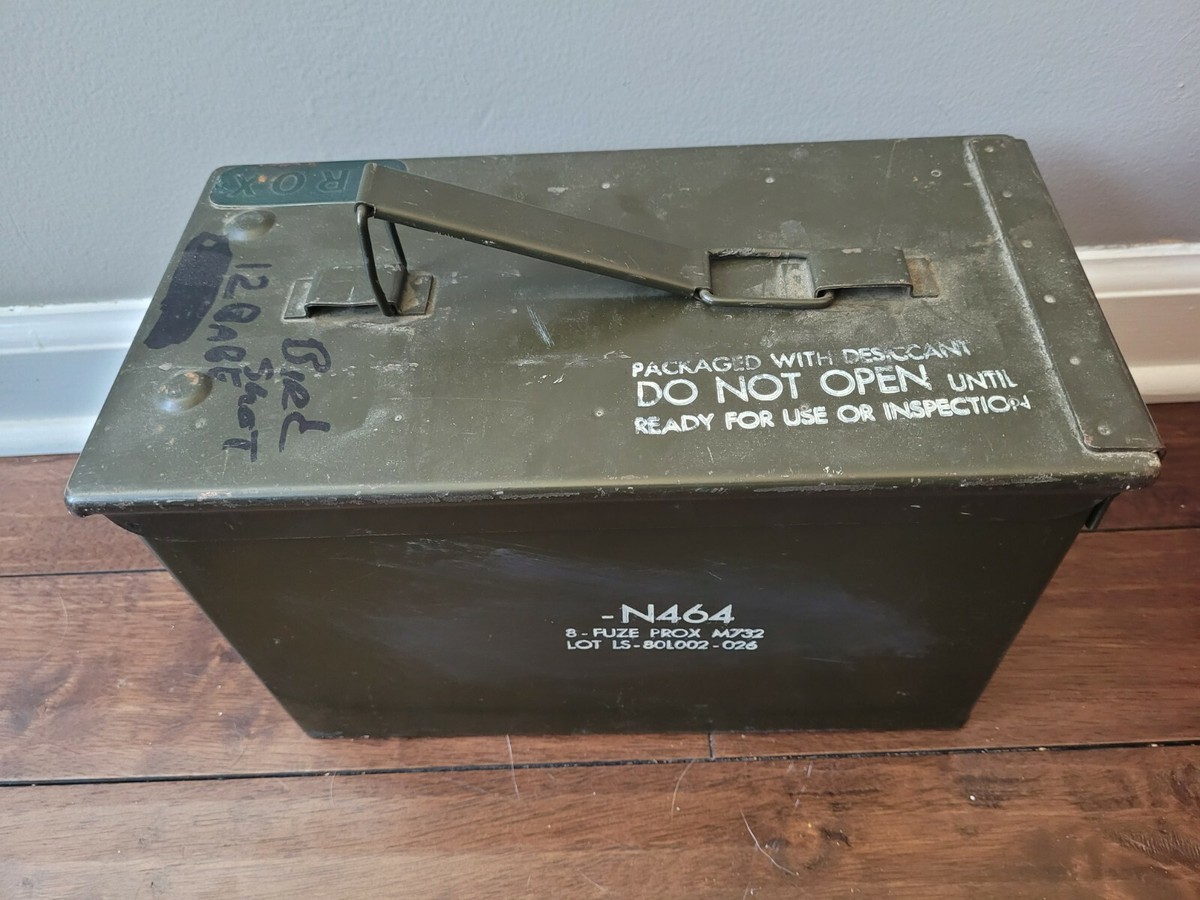 ROX
12 GAGE
Bird
Shot
PACKAGED WITH DESICCANT
DO NOT OPEN UNTIL
READY FOR USE OR INSPECTION
-N464
8-FUZE PROX M732
LOT LS-80L002-026